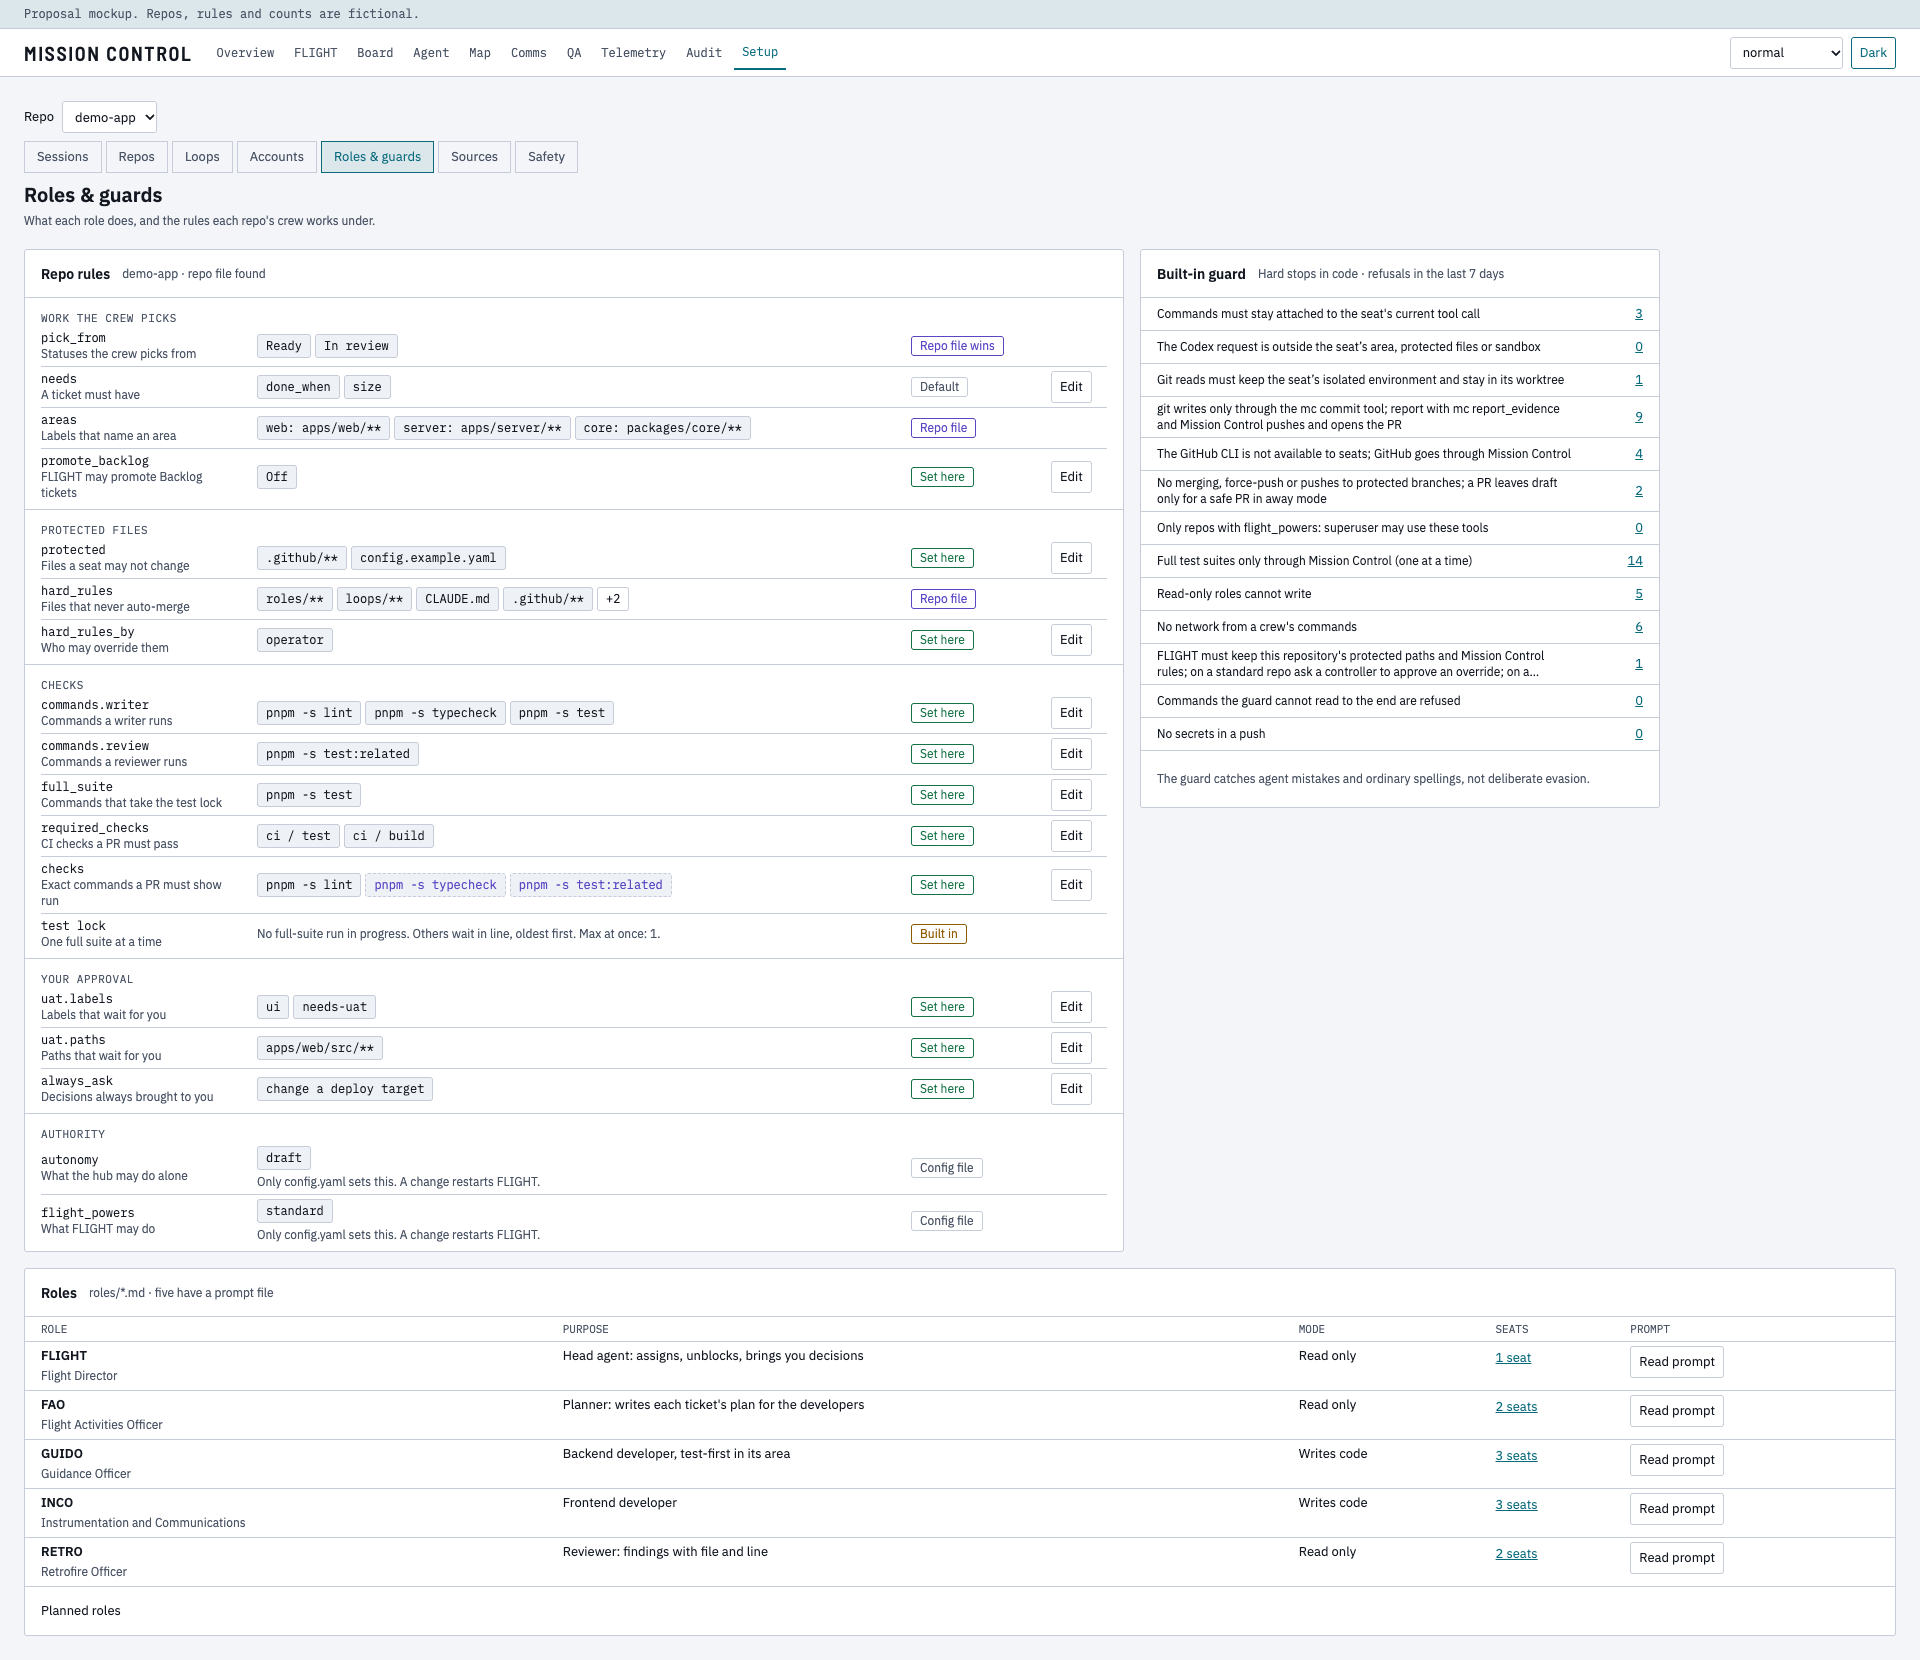 Proposal mockup. Repos, rules and counts are fictional.
MISSION CONTROL Overview FLIGHT Board Agent Map Comms QA Telemetry Audit Setup normal Dark
Repo demo-app
Sessions Repos Loops Accounts Roles & guards Sources Safety
Roles & guards
What each role does, and the rules each repo's crew works under.
Repo rules demo-app · repo file found
WORK THE CREW PICKS
pick_from
Statuses the crew picks from
Ready In review Repo file wins
needs
A ticket must have
done_when size Default Edit
areas
Labels that name an area
web: apps/web/** server: apps/server/** core: packages/core/** Repo file
promote_backlog
FLIGHT may promote Backlog
tickets
Off Set here Edit
PROTECTED FILES
protected
Files a seat may not change
.github/** config.example.yaml Set here Edit
hard_rules
Files that never auto-merge
roles/** loops/** CLAUDE.md .github/** +2 Repo file
hard_rules_by
Who may override them
operator Set here Edit
CHECKS
commands.writer
Commands a writer runs
pnpm -s lint pnpm -s typecheck pnpm -s test Set here Edit
commands.review
Commands a reviewer runs
pnpm -s test:related Set here Edit
full_suite
Commands that take the test lock
pnpm -s test Set here Edit
required_checks
CI checks a PR must pass
ci / test ci / build Set here Edit
checks
Exact commands a PR must show
run
pnpm -s lint pnpm -s typecheck pnpm -s test:related Set here Edit
test lock
One full suite at a time
No full-suite run in progress. Others wait in line, oldest first. Max at once: 1. Built in
YOUR APPROVAL
uat.labels
Labels that wait for you
ui needs-uat Set here Edit
uat.paths
Paths that wait for you
apps/web/src/** Set here Edit
always_ask
Decisions always brought to you
change a deploy target Set here Edit
AUTHORITY
autonomy
What the hub may do alone
draft
Only config.yaml sets this. A change restarts FLIGHT.
Config file
flight_powers
What FLIGHT may do
standard
Only config.yaml sets this. A change restarts FLIGHT.
Config file
Built-in guard Hard stops in code · refusals in the last 7 days
Commands must stay attached to the seat's current tool call 3
The Codex request is outside the seat’s area, protected files or sandbox 0
Git reads must keep the seat’s isolated environment and stay in its worktree 1
git writes only through the mc commit tool; report with mc report_evidence
and Mission Control pushes and opens the PR 9
The GitHub CLI is not available to seats; GitHub goes through Mission Control 4
No merging, force-push or pushes to protected branches; a PR leaves draft
only for a safe PR in away mode 2
Only repos with flight_powers: superuser may use these tools 0
Full test suites only through Mission Control (one at a time) 14
Read-only roles cannot write 5
No network from a crew's commands 6
FLIGHT must keep this repository's protected paths and Mission Control
rules; on a standard repo ask a controller to approve an override; on a... 1
Commands the guard cannot read to the end are refused 0
No secrets in a push 0
The guard catches agent mistakes and ordinary spellings, not deliberate evasion.
Roles roles/*.md · five have a prompt file
ROLE PURPOSE MODE SEATS PROMPT
FLIGHT Head agent: assigns, unblocks, brings you decisions Read only 1 seat Read prompt
Flight Director
FAO Planner: writes each ticket's plan for the developers Read only 2 seats Read prompt
Flight Activities Officer
GUIDO Backend developer, test-first in its area Writes code 3 seats Read prompt
Guidance Officer
INCO Frontend developer Writes code 3 seats Read prompt
Instrumentation and Communications
RETRO Reviewer: findings with file and line Read only 2 seats Read prompt
Retrofire Officer
Planned roles